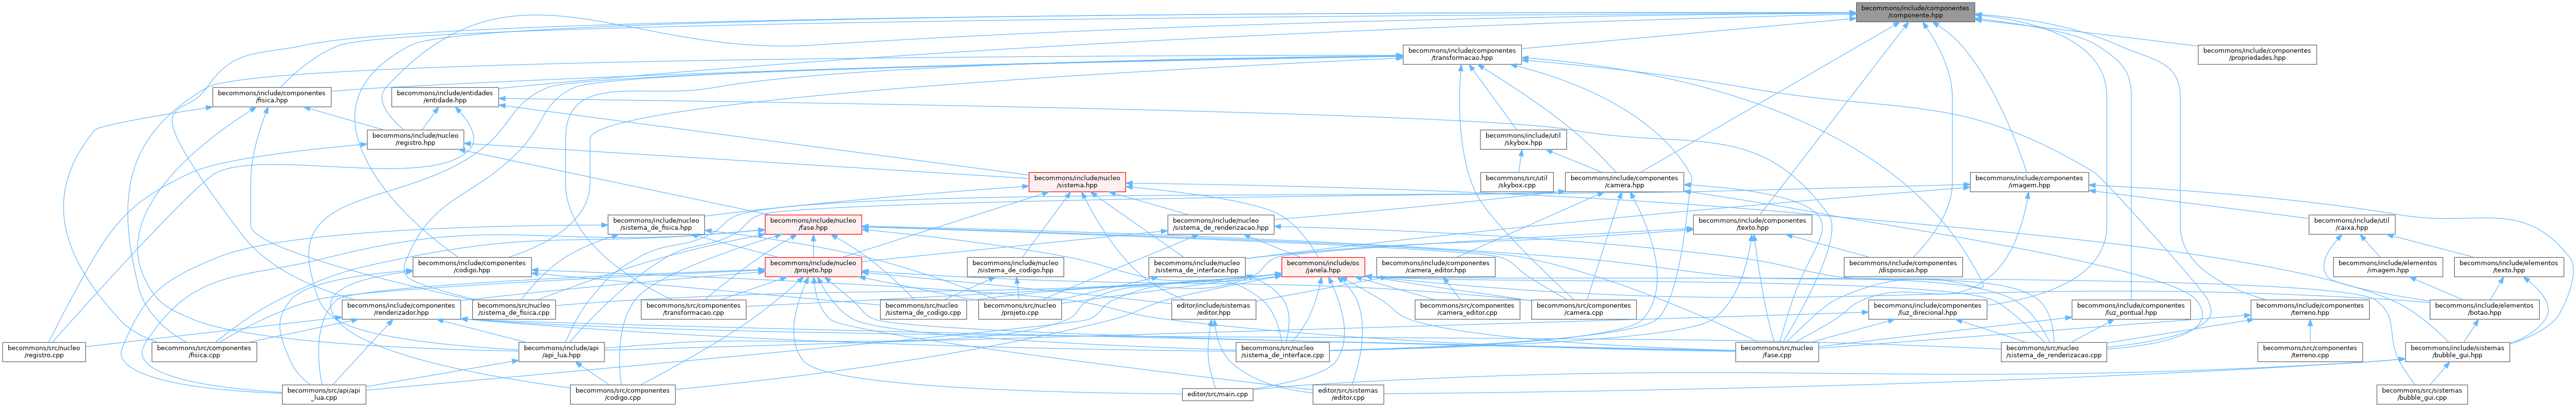 becommons/include/componentes
/componente.hpp
becommons/include/componentes
/transformacao.hpp
becommons/include/componentes
/propriedades.hpp
becommons/include/componentes
/fisica.hpp
becommons/include/entidades
/entidade.hpp
becommons/include/nucleo
/registro.hpp
becommons/include/util
/skybox.hpp
becommons/include/nucleo
/sistema.hpp
becommons/src/util
/skybox.cpp
becommons/include/componentes
/camera.hpp
becommons/include/componentes
/imagem.hpp
becommons/include/nucleo
/sistema_de_fisica.hpp
becommons/include/nucleo
/fase.hpp
becommons/include/nucleo
/sistema_de_renderizacao.hpp
becommons/include/componentes
/texto.hpp
becommons/include/util
/caixa.hpp
becommons/include/componentes
/codigo.hpp
becommons/include/nucleo
/projeto.hpp
becommons/include/nucleo
/sistema_de_codigo.hpp
becommons/include/nucleo
/sistema_de_interface.hpp
becommons/include/os
/janela.hpp
becommons/include/componentes
/camera_editor.hpp
becommons/include/componentes
/disposicao.hpp
becommons/include/elementos
/imagem.hpp
becommons/include/elementos
/texto.hpp
becommons/include/componentes
/renderizador.hpp
becommons/src/nucleo
/sistema_de_fisica.cpp
becommons/src/componentes
/transformacao.cpp
becommons/src/nucleo
/sistema_de_codigo.cpp
becommons/src/nucleo
/projeto.cpp
editor/include/sistemas
/editor.hpp
becommons/src/componentes
/camera_editor.cpp
becommons/src/componentes
/camera.cpp
becommons/include/componentes
/luz_direcional.hpp
becommons/include/componentes
/luz_pontual.hpp
becommons/include/componentes
/terreno.hpp
becommons/include/elementos
/botao.hpp
becommons/src/nucleo
/registro.cpp
becommons/src/componentes
/fisica.cpp
becommons/include/api
/api_lua.hpp
becommons/src/nucleo
/sistema_de_interface.cpp
becommons/src/nucleo
/fase.cpp
becommons/src/nucleo
/sistema_de_renderizacao.cpp
becommons/src/componentes
/terreno.cpp
becommons/include/sistemas
/bubble_gui.hpp
becommons/src/api/api
_lua.cpp
becommons/src/componentes
/codigo.cpp
editor/src/main.cpp
editor/src/sistemas
/editor.cpp
becommons/src/sistemas
/bubble_gui.cpp